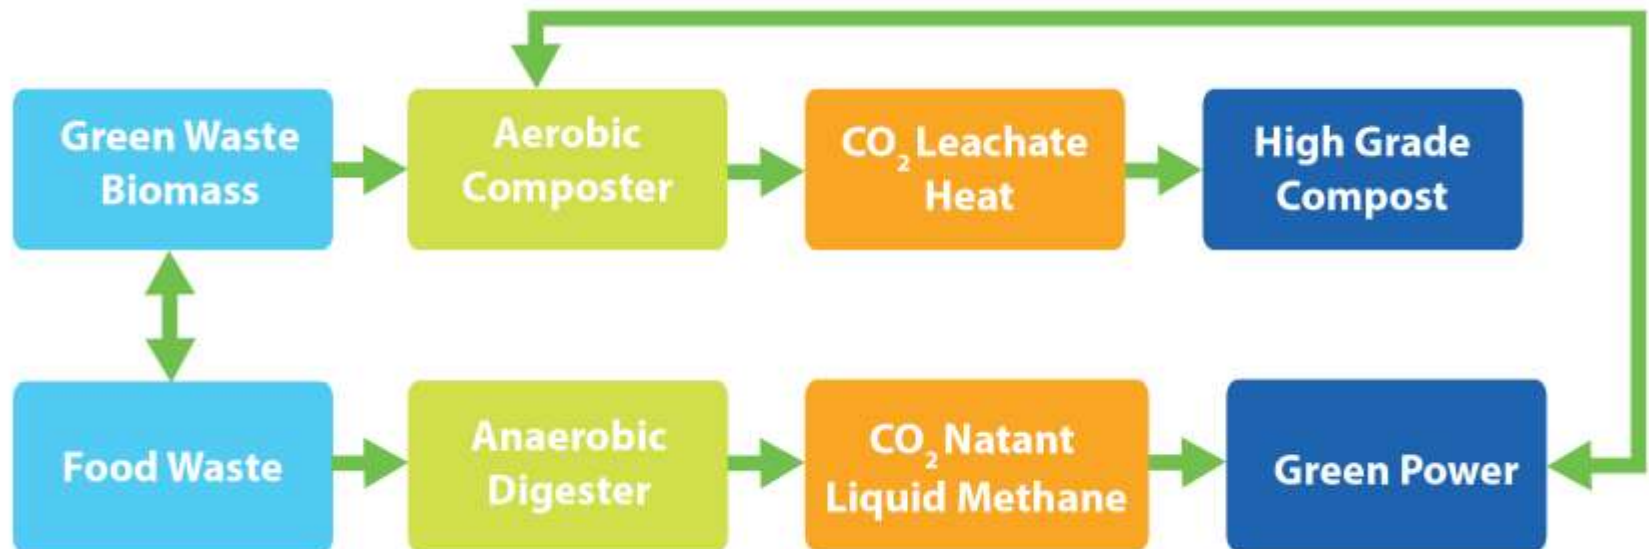 Green Waste
Biomass
Aerobic
Composter
CO₂ Leachate
Heat
High Grade
Compost
Food Waste
Anaerobic
Digester
CO₂ Natant
Liquid Methane
Green Power